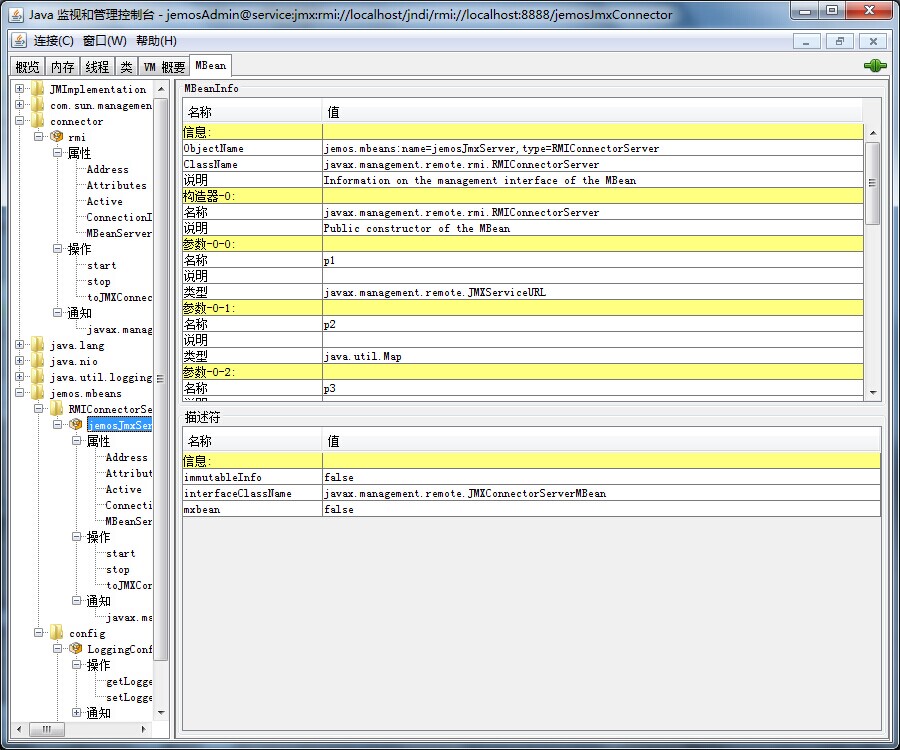 Java 监视和管理控制台 - jemosAdmin@service:jmx:rmi://localhost/jndi/rmi://localhost:8888/jemosJmxConnector
连接(C) 窗口(W) 帮助(H)
概览 内存 线程 类 VM 概要 MBean
JMImplementation
com.sun.management
connector
rmi
属性
Address
Attributes
Active
ConnectionI
MBeanServer
操作
start
stop
toJMXConnec
通知
javax.manag
java.lang
java.nio
java.util.logging
jemos.mbeans
RMIConnectorSe
jemosJmxSer
属性
Address
Attribut
Active
Connecti
MBeanSer
操作
start
stop
toJMXCor
通知
javax.ms
config
LoggingConf
操作
getLogge
setLogge
通知
MBeanInfo
名称 值
信息:
ObjectName jemos.mbeans:name=jemosJmxServer,type=RMIConnectorServer
ClassName javax.management.remote.rmi.RMIConnectorServer
说明 Information on the management interface of the MBean
构造器-0:
名称 javax.management.remote.rmi.RMIConnectorServer
说明 Public constructor of the MBean
参数-0-0:
名称 p1
说明
类型 javax.management.remote.JMXServiceURL
参数-0-1:
名称 p2
说明
类型 java.util.Map
参数-0-2:
名称 p3
描述符
名称 值
信息:
immutableInfo false
interfaceClassName javax.management.remote.JMXConnectorServerMBean
mxbean false